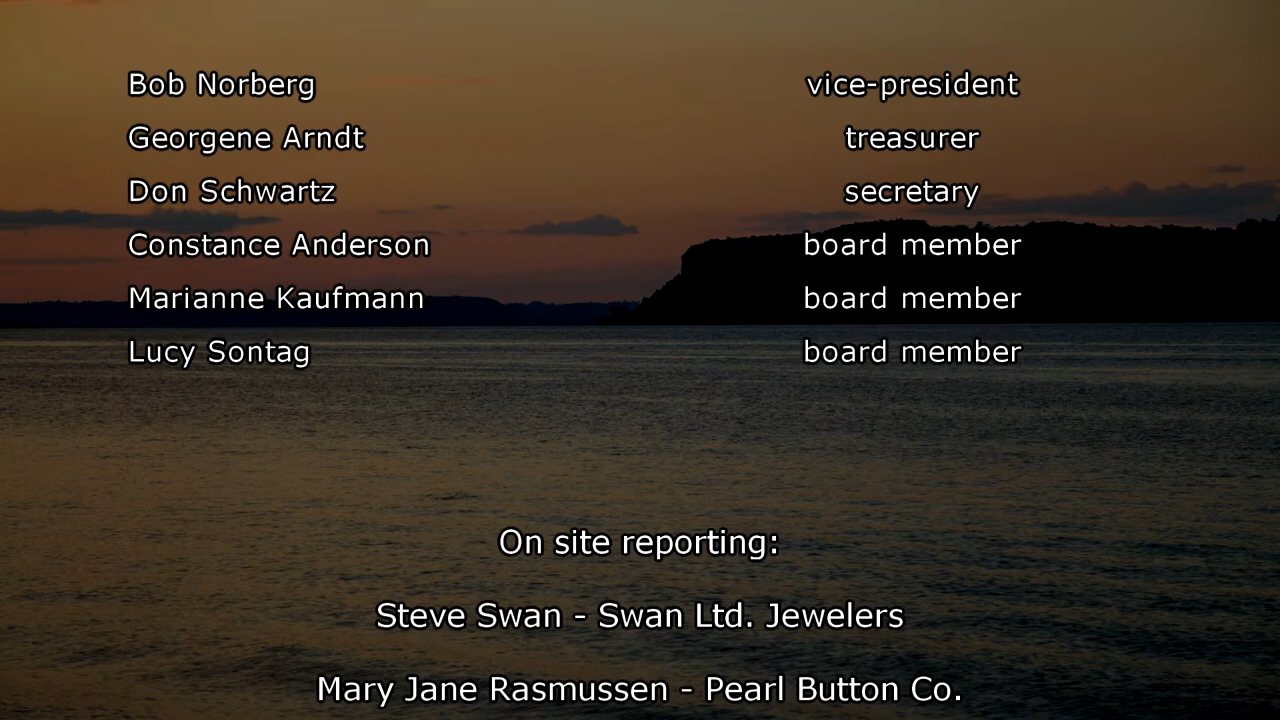 Bob Norberg vice-president
Georgene Arndt treasurer
Don Schwartz secretary
Constance Anderson board member
Marianne Kaufmann board member
Lucy Sontag board member
On site reporting:
Steve Swan - Swan Ltd. Jewelers
Mary Jane Rasmussen - Pearl Button Co.